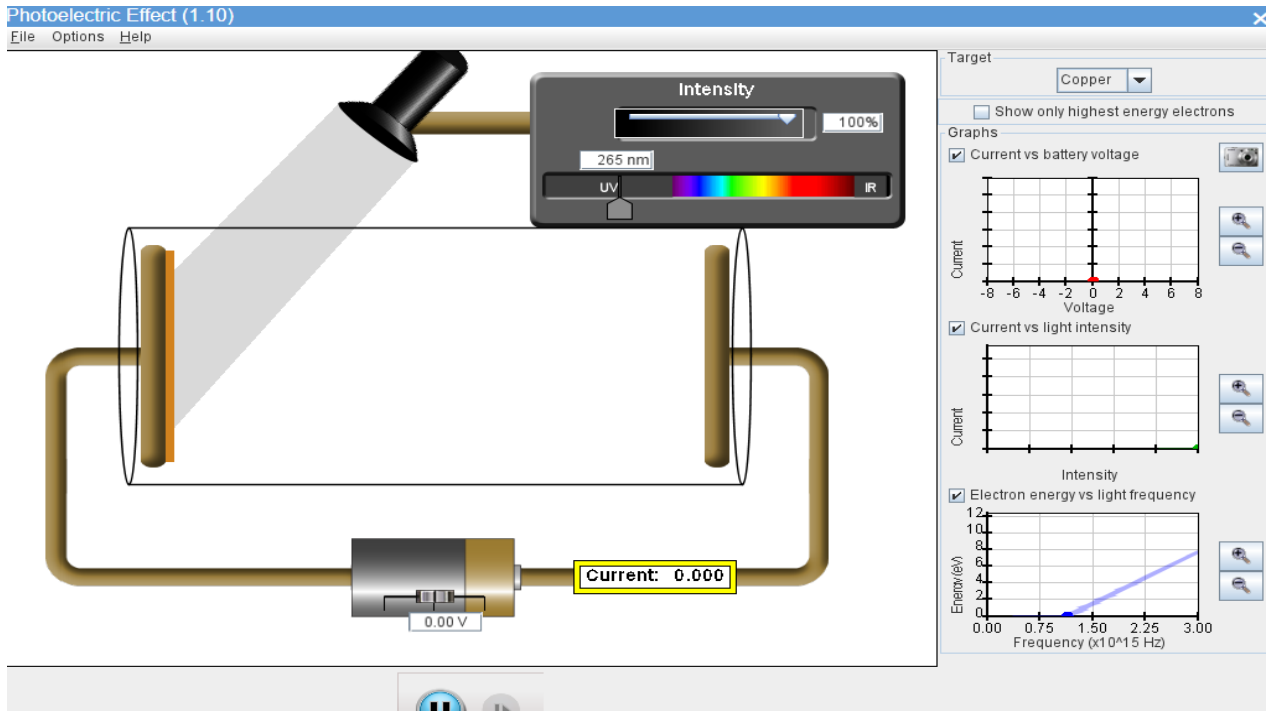 Photoelectric Effect (1.10)
File Options Help
Intensity
100%
265 nm
UV IR
Current: 0.000
0.00 V
Target
Copper
Show only highest energy electrons
Graphs
Current vs battery voltage
Current
-8 -6 -4 -2 0 2 4 6 8
Voltage
Current vs light intensity
Current
Intensity
Electron energy vs light frequency
12
10
8
6
4
2
0
Energy (eV)
0.00 0.75 1.50 2.25 3.00
Frequency (x10^15 Hz)